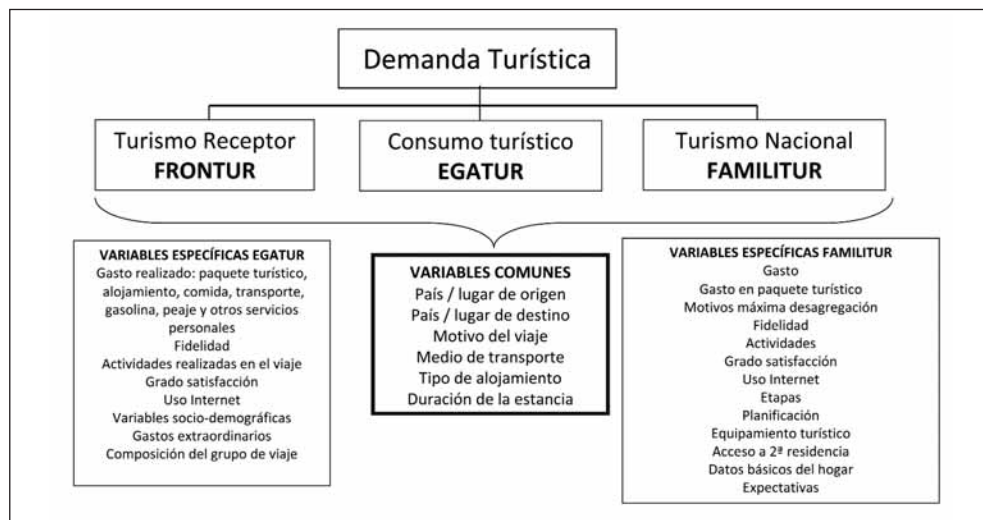 Demanda Turística
Turismo Receptor
FRONTUR
Consumo turístico
EGATUR
Turismo Nacional
FAMILITUR
VARIABLES ESPECÍFICAS EGATUR
Gasto realizado: paquete turístico,
alojamiento, comida, transporte,
gasolina, peaje y otros servicios
personales
Fidelidad
Actividades realizadas en el viaje
Grado satisfacción
Uso Internet
Variables socio-demográficas
Gastos extraordinarios
Composición del grupo de viaje
VARIABLES COMUNES
País / lugar de origen
País / lugar de destino
Motivo del viaje
Medio de transporte
Tipo de alojamiento
Duración de la estancia
VARIABLES ESPECÍFICAS FAMILITUR
Gasto
Gasto en paquete turístico
Motivos máxima desagregación
Fidelidad
Actividades
Grado satisfacción
Uso Internet
Etapas
Planificación
Equipamiento turístico
Acceso a 2ª residencia
Datos básicos del hogar
Expectativas